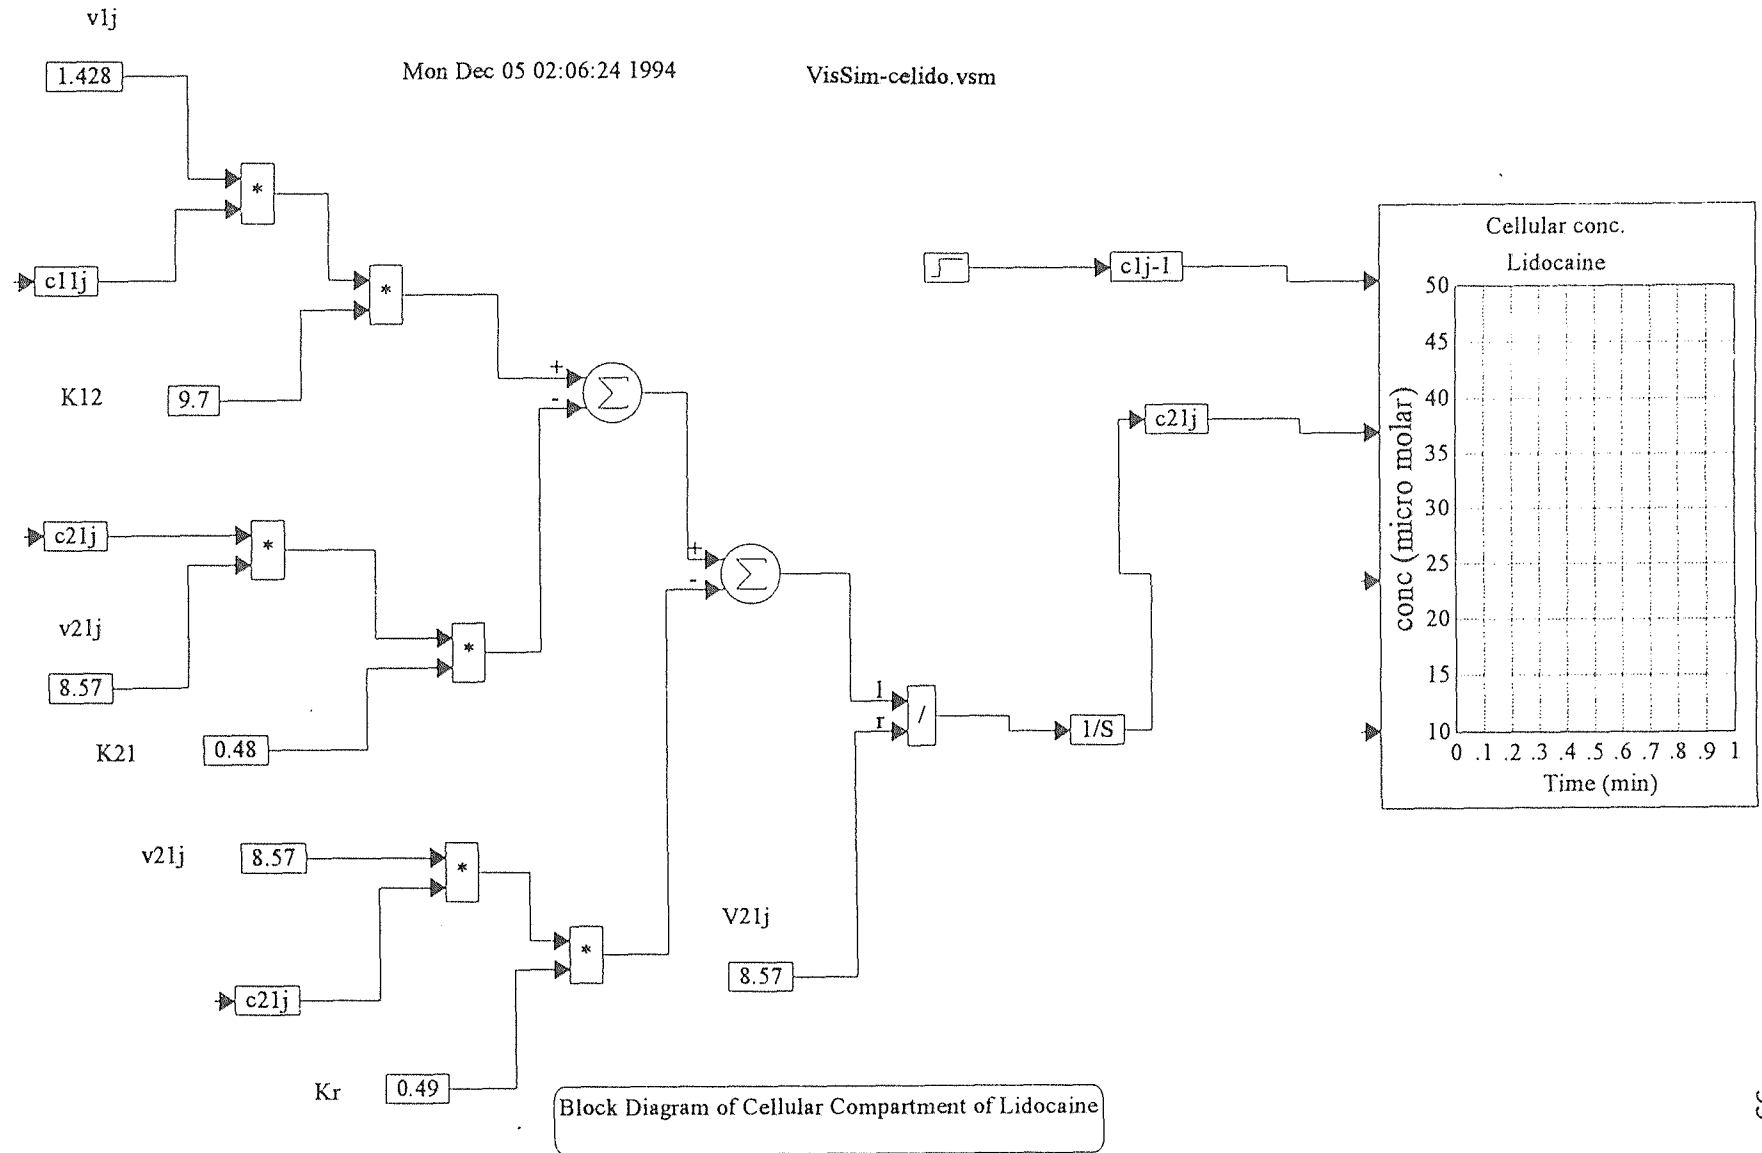 v1j
1.428
Mon Dec 05 02:06:24 1994
VisSim-celido.vsm
*
c11j
*
K12
9.7
+
-
Σ
c21j
*
v21j
8.57
*
K21
0.48
+
-
Σ
v21j
8.57
*
c21j
*
Kr
0.49
V21j
8.57
l
r
/
1/S
c1j-1
c21j
Cellular conc.
Lidocaine
conc (micro molar)
50
45
40
35
30
25
20
15
10
0 .1 .2 .3 .4 .5 .6 .7 .8 .9 1
Time (min)
Block Diagram of Cellular Compartment of Lidocaine